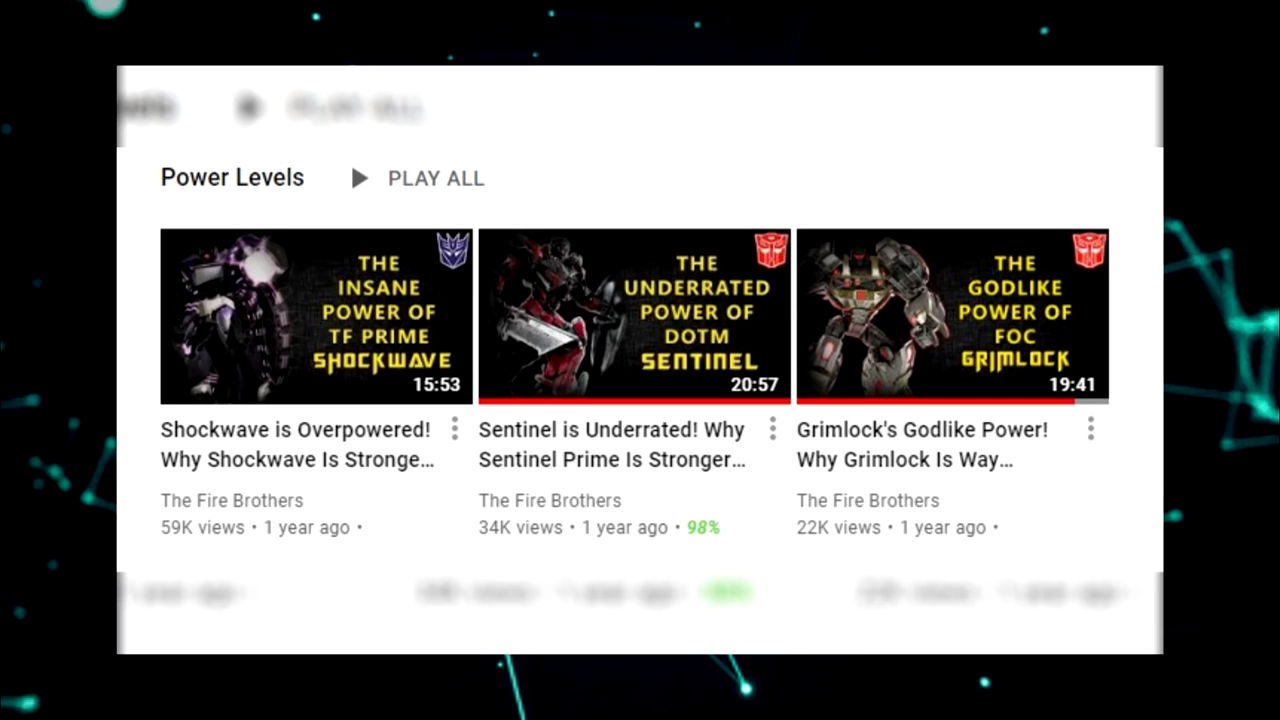 Power Levels
PLAY ALL
THE
INSANE
POWER OF
TF PRIME
SHOCKWAVE
15:53
THE
UNDERRATED
POWER OF
DOTM
SENTINEL
20:57
THE
GODLIKE
POWER OF
FOC
GRIMLOCK
19:41
Shockwave is Overpowered!
Why Shockwave Is Stronge…
The Fire Brothers
59K views • 1 year ago •
Sentinel is Underrated! Why
Sentinel Prime Is Stronger…
The Fire Brothers
34K views • 1 year ago • 98%
Grimlock's Godlike Power!
Why Grimlock Is Way…
The Fire Brothers
22K views • 1 year ago •